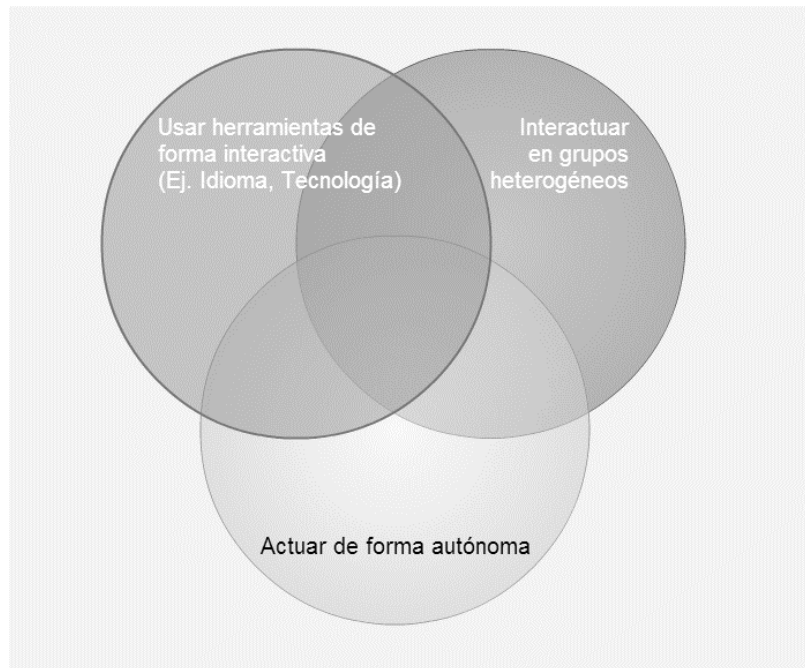 Usar herramientas de
forma interactiva
(Ej. Idioma, Tecnología)
Interactuar
en grupos
heterogéneos
Actuar de forma autónoma